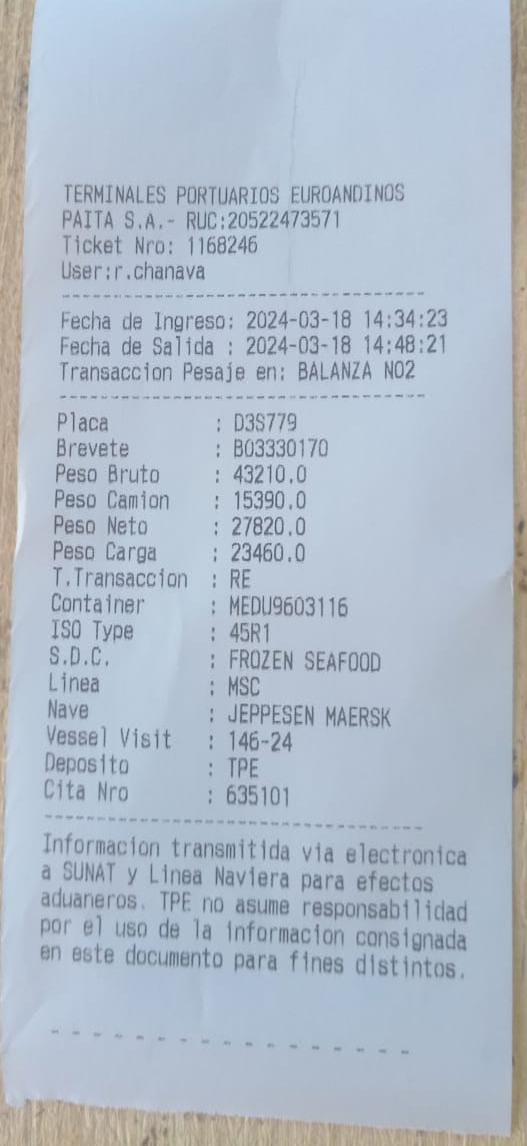 TERMINALES PORTUARIOS EUROANDINOS
PAITA S.A.- RUC:20522473571
Ticket Nro: 1168246
User:r.chanava
Fecha de Ingreso: 2024-03-18 14:34:23
Fecha de Salida : 2024-03-18 14:48:21
Transaccion Pesaje en: BALANZA NO2
Placa : D3S779
Brevete : B03330170
Peso Bruto : 43210.0
Peso Camion : 15390.0
Peso Neto : 27820.0
Peso Carga : 23460.0
T.Transaccion : RE
Container : MEDU9603116
ISO Type : 45R1
S.D.C. : FROZEN SEAFOOD
Linea : MSC
Nave : JEPPESEN MAERSK
Vessel Visit : 146-24
Deposito : TPE
Cita Nro : 635101
Informacion transmitida via electronica
a SUNAT y Linea Naviera para efectos
aduaneros. TPE no asume responsabilidad
por el uso de la informacion consignada
en este documento para fines distintos.